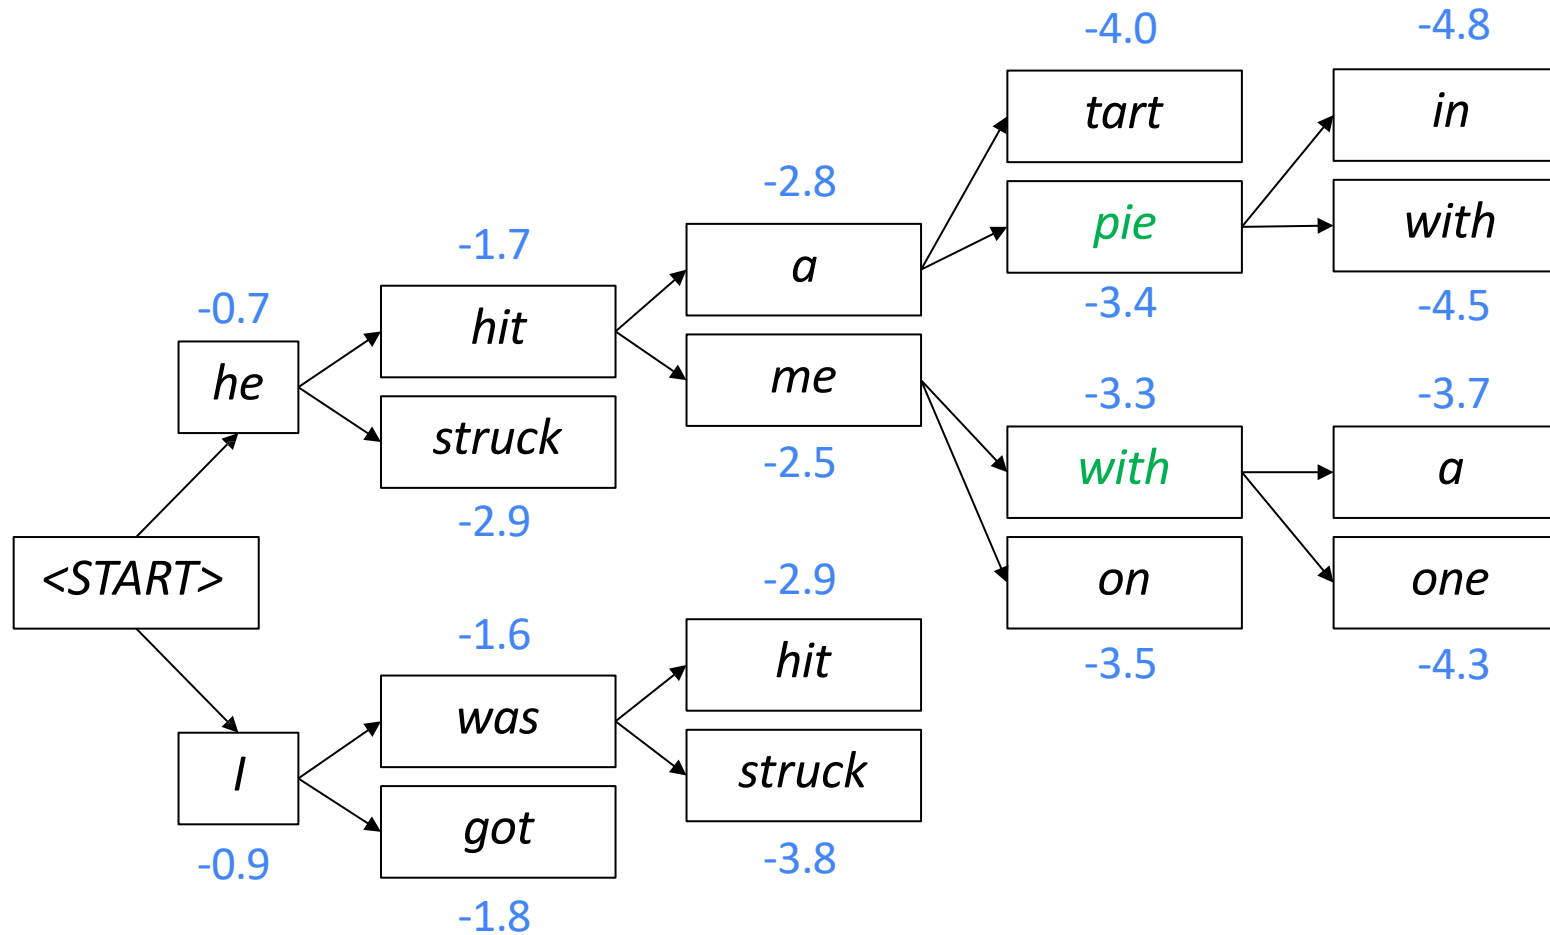 -4.0
-4.8
tart
in
-2.8
pie
with
-1.7
a
-3.4
-4.5
-0.7
hit
he
me
-3.3
-3.7
struck
-2.5
with
a
-2.9
<START>
-2.9
on
one
-1.6
hit
-3.5
-4.3
was
I
struck
got
-0.9
-3.8
-1.8